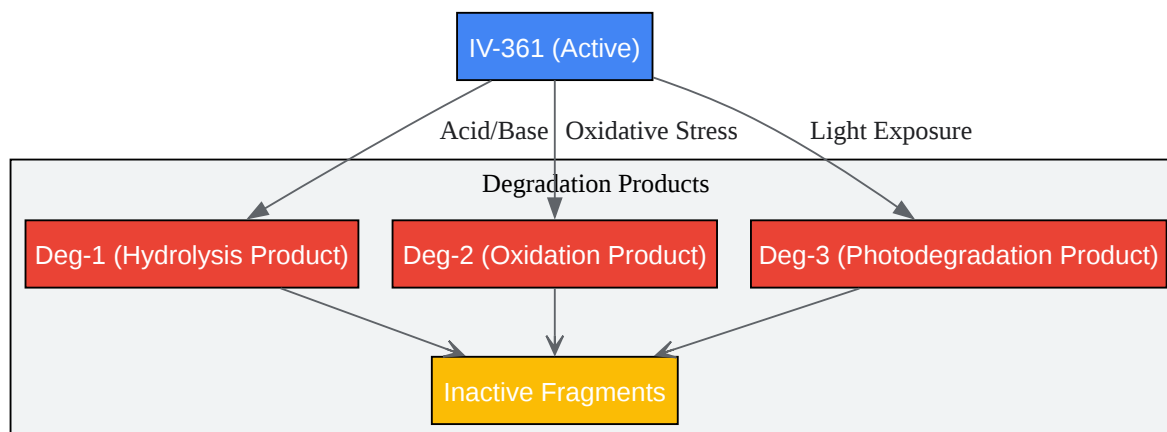 IV-361 (Active)
Acid/Base
Oxidative Stress
Light Exposure
Degradation Products
Deg-1 (Hydrolysis Product)
Deg-2 (Oxidation Product)
Deg-3 (Photodegradation Product)
Inactive Fragments